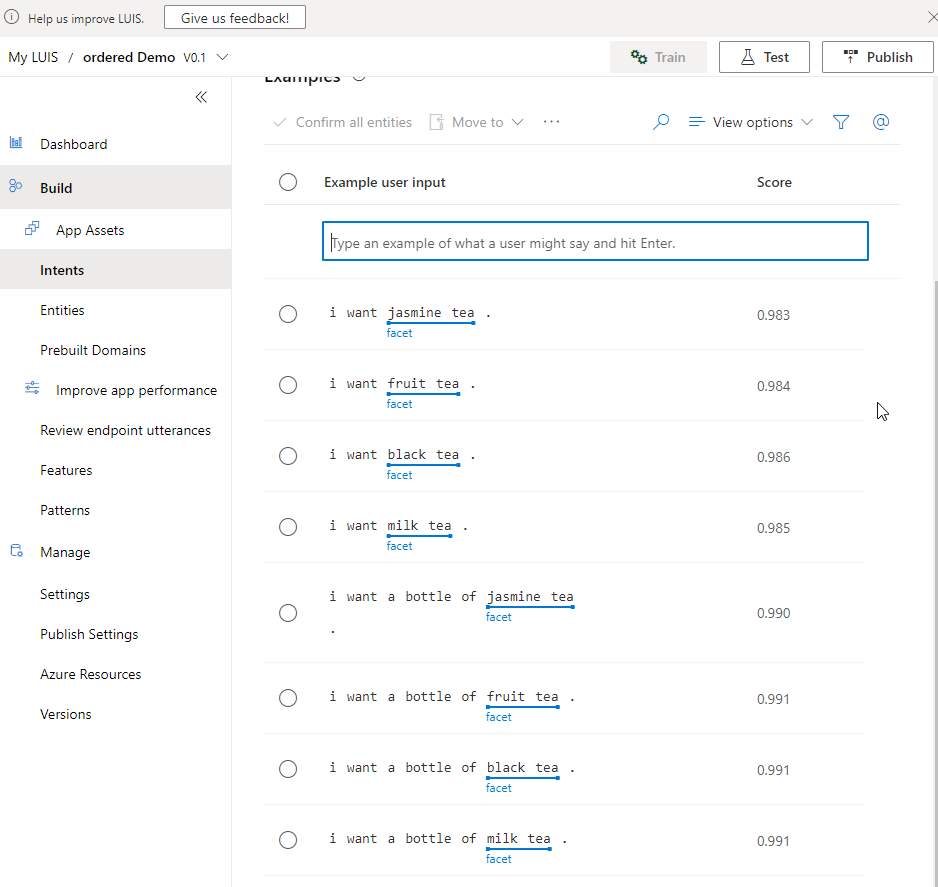 Help us improve LUIS. Give us feedback!
My LUIS / ordered Demo V0.1 Train Test Publish
Examples
Confirm all entities Move to ... View options @
Example user input Score
Type an example of what a user might say and hit Enter.
i want jasmine tea . 0.983
facet
i want fruit tea . 0.984
facet
i want black tea . 0.986
facet
i want milk tea . 0.985
facet
i want a bottle of jasmine tea
facet
. 0.990
i want a bottle of fruit tea . 0.991
facet
i want a bottle of black tea . 0.991
facet
i want a bottle of milk tea . 0.991
facet
Dashboard
Build
App Assets
Intents
Entities
Prebuilt Domains
Improve app performance
Review endpoint utterances
Features
Patterns
Manage
Settings
Publish Settings
Azure Resources
Versions